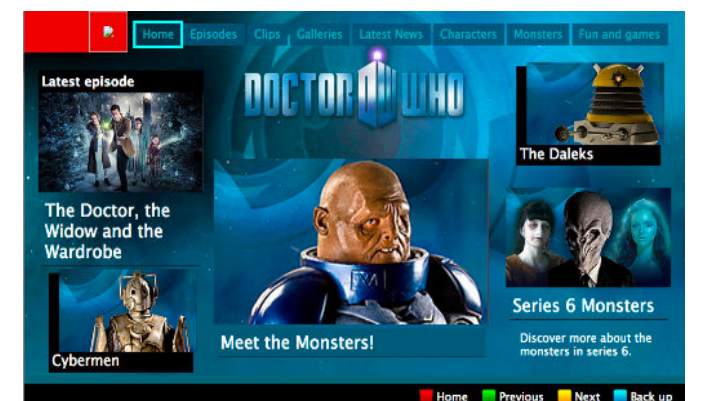 Home Episodes Clips Galleries Latest News Characters Monsters Fun and games
Latest episode
DOCTOR WHO
The Daleks
The Doctor, the
Widow and the
Wardrobe
Series 6 Monsters
Meet the Monsters!
Discover more about the
monsters in series 6.
Cybermen
Home Previous Next Back up